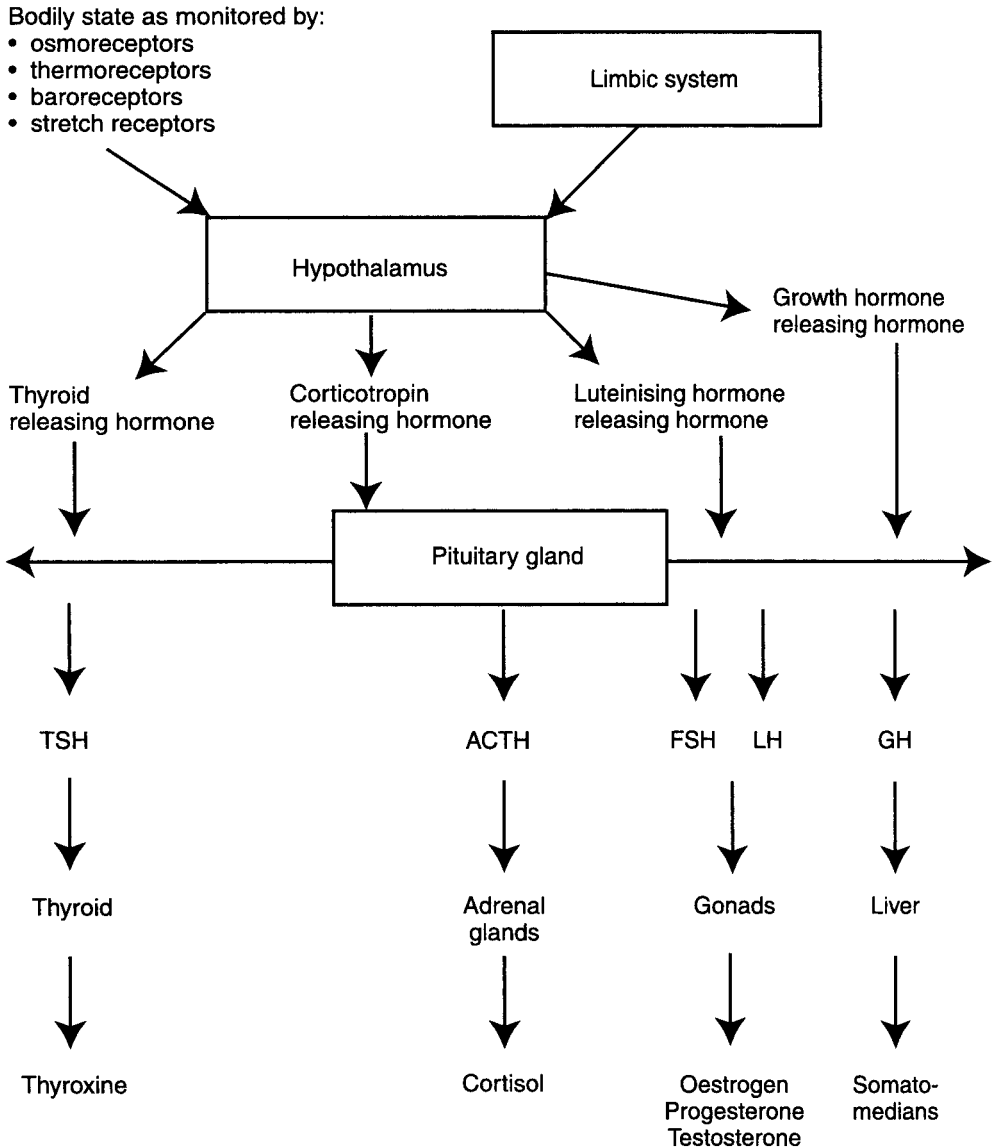 Bodily state as monitored by:
• osmoreceptors
• thermoreceptors
• baroreceptors
• stretch receptors
Limbic system
Hypothalamus
Growth hormone
releasing hormone
Thyroid
releasing hormone
Corticotropin
releasing hormone
Luteinising hormone
releasing hormone
Pituitary gland
TSH
ACTH
FSH
LH
GH
Thyroid
Adrenal
glands
Gonads
Liver
Thyroxine
Cortisol
Oestrogen
Progesterone
Testosterone
Somato-
medians